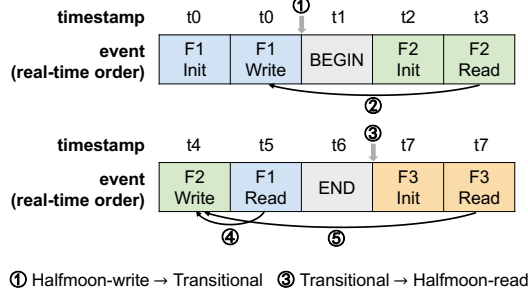 ①
timestamp t0 t0 t1 t2 t3
event (real-time order) F1 Init F1 Write BEGIN F2 Init F2 Read
②
③
timestamp t4 t5 t6 t7 t7
event (real-time order) F2 Write F1 Read END F3 Init F3 Read
④ ⑤
① Halfmoon-write → Transitional ③ Transitional → Halfmoon-read